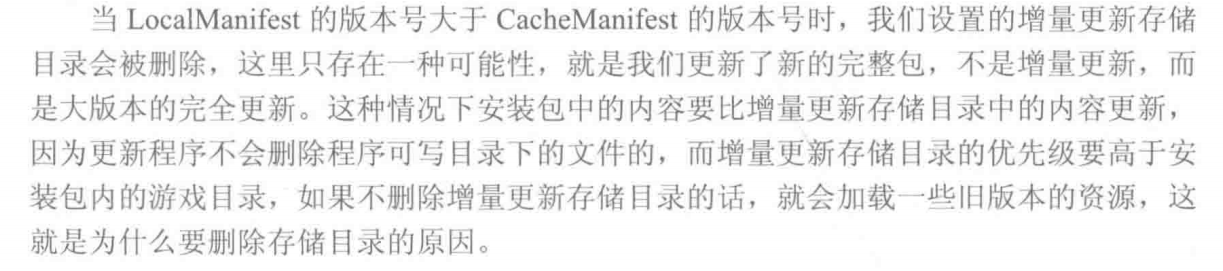 当 LocalManifest 的版本号大于 CacheManifest 的版本号时，我们设置的增量更新存储
目录会被删除，这里只存在一种可能性，就是我们更新了新的完整包，不是增量更新，而
是大版本的完全更新。这种情况下安装包中的内容要比增量更新存储目录中的内容更新，
因为更新程序不会删除程序可写目录下的文件的，而增量更新存储目录的优先级要高于安
装包内的游戏目录，如果不删除增量更新存储目录的话，就会加载一些旧版本的资源，这
就是为什么要删除存储目录的原因。